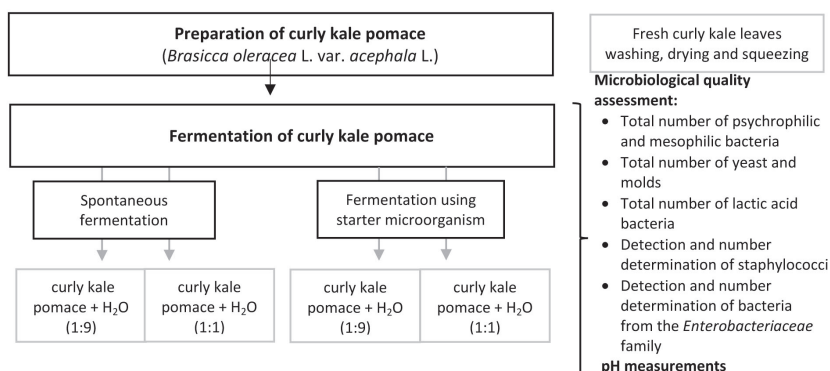 Preparation of curly kale pomace
(Brasicca oleracea L. var. acephala L.)
Fresh curly kale leaves
washing, drying and squeezing
Fermentation of curly kale pomace
Spontaneous
fermentation
Fermentation using
starter microorganism
curly kale
pomace + H₂O
(1:9)
curly kale
pomace + H₂O
(1:1)
curly kale
pomace + H₂O
(1:9)
curly kale
pomace + H₂O
(1:1)
Microbiological quality
assessment:
• Total number of psychrophilic
and mesophilic bacteria
• Total number of yeast and
molds
• Total number of lactic acid
bacteria
• Detection and number
determination of staphylococci
• Detection and number
determination of bacteria
from the Enterobacteriaceae
family
pH measurements